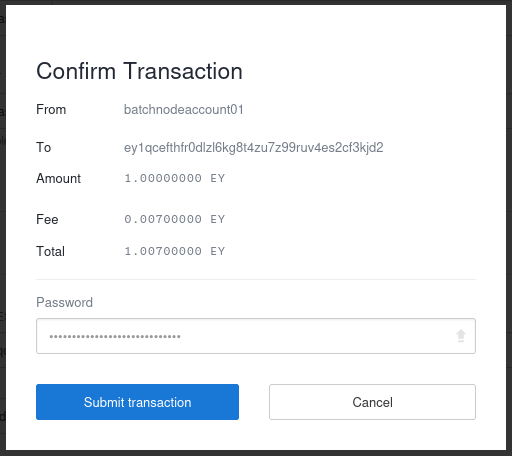 Confirm Transaction
From batchnodeaccount01
To ey1qcefthfr0dlzl6kg8t4zu7z99ruv4es2cf3kjd2
Amount 1.00000000 EY
Fee 0.00700000 EY
Total 1.00700000 EY
Password
Submit transaction Cancel